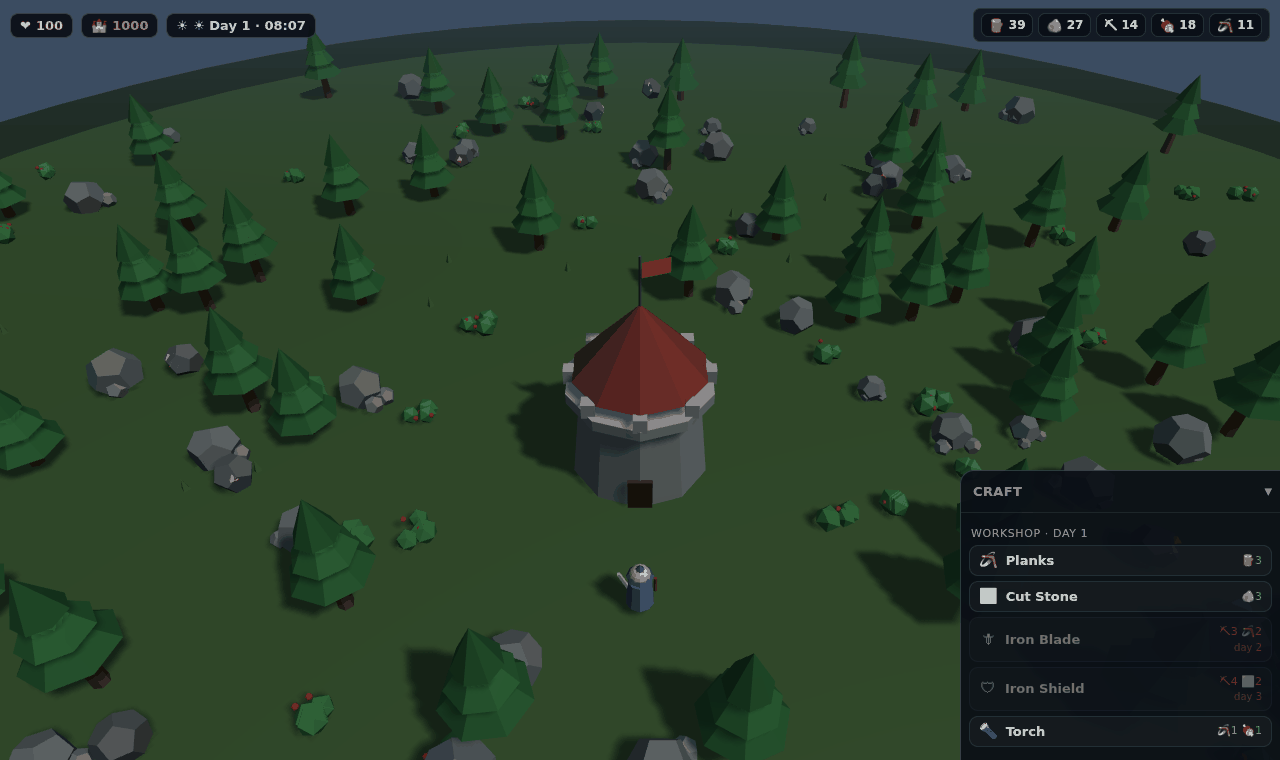 100
1000
Day 1 · 08:07
39
27
14
18
11
CRAFT
WORKSHOP · DAY 1
Planks 3
Cut Stone 3
Iron Blade 3 2
day 2
Iron Shield 4 2
day 3
Torch 1 1